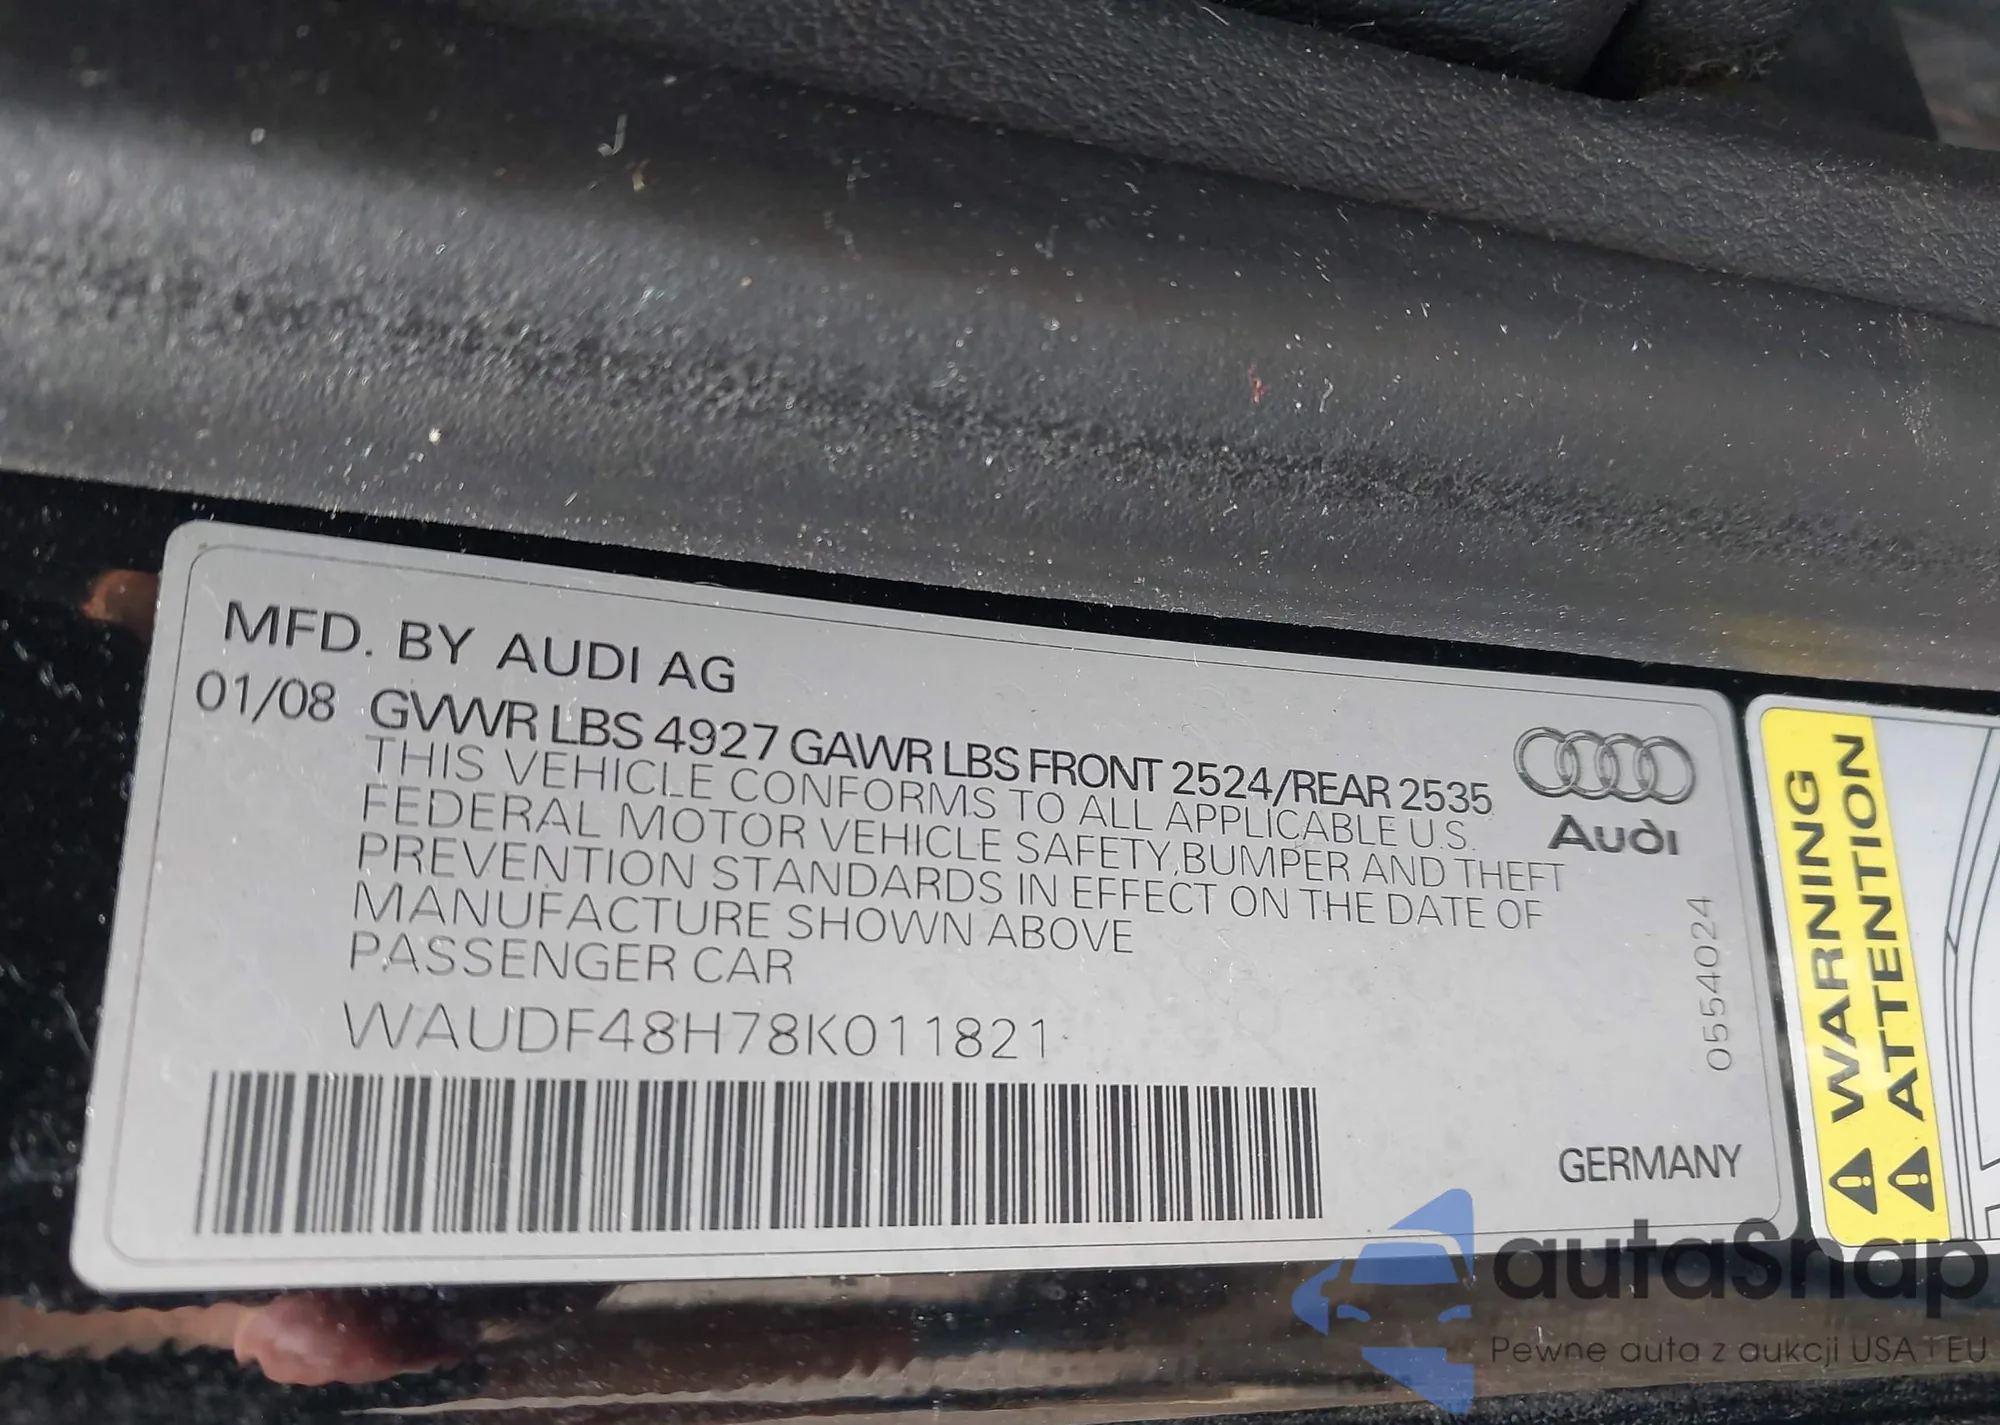 MFD. BY AUDI AG
01/08 GVWR LBS 4927 GAWR LBS FRONT 2524/REAR 2535
THIS VEHICLE CONFORMS TO ALL APPLICABLE U.S.
FEDERAL MOTOR VEHICLE SAFETY,BUMPER AND THEFT
PREVENTION STANDARDS IN EFFECT ON THE DATE OF
MANUFACTURE SHOWN ABOVE
PASSENGER CAR
WAUDF48H78K011821
Audi
0554024
GERMANY
WARNING
ATTENTION
autaSnap
Pewne auta z aukcji USA i EU